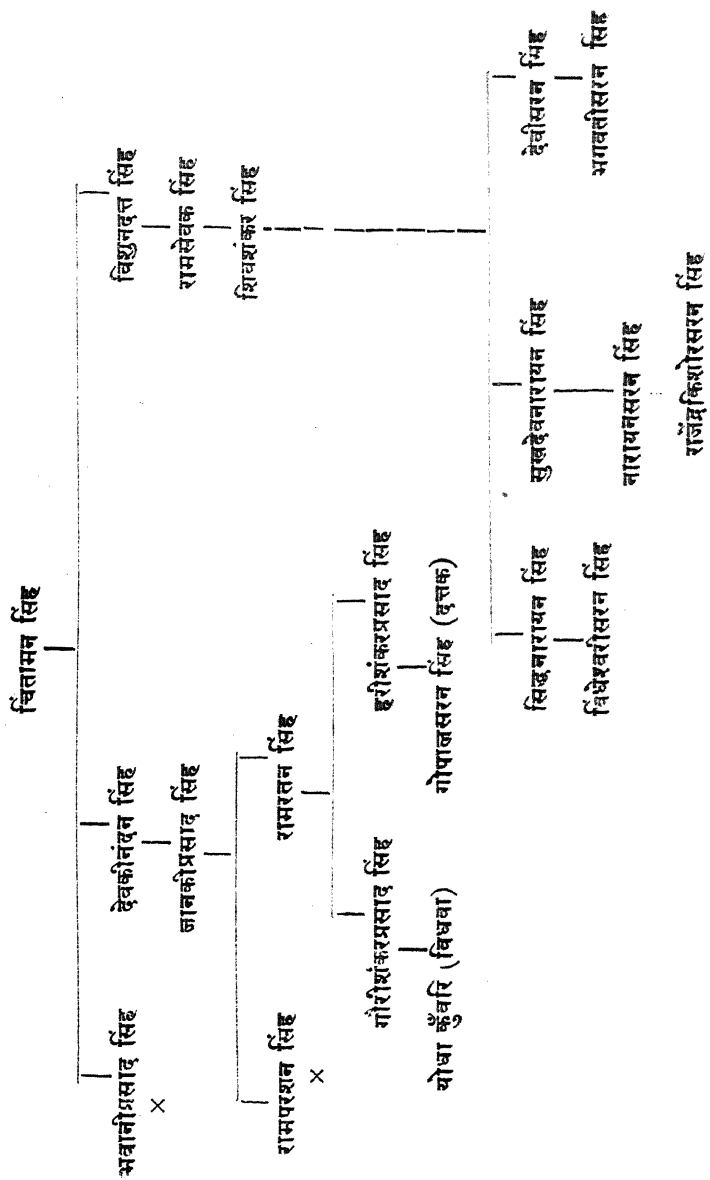 चिंतामन सिंह
भवानीप्रसाद सिंह देवकीनंदन सिंह विशुनदत्त सिंह
× जानकीप्रसाद सिंह रामसेवक सिंह
रामपरशन सिंह रामरतन सिंह शिवशंकर सिंह
×
गौरीशंकरप्रसाद सिंह हरीशंकरप्रसाद सिंह
योधा कुँवरि (विधवा) गोपालसरन सिंह (दत्तक)
सिद्धनारायन सिंह सुखदेवनारायन सिंह देवीसरन सिंह
विंधेश्वरीसरन सिंह नारायनसरन सिंह भगवतीसरन सिंह
राजेंद्रकिशोरसरन सिंह